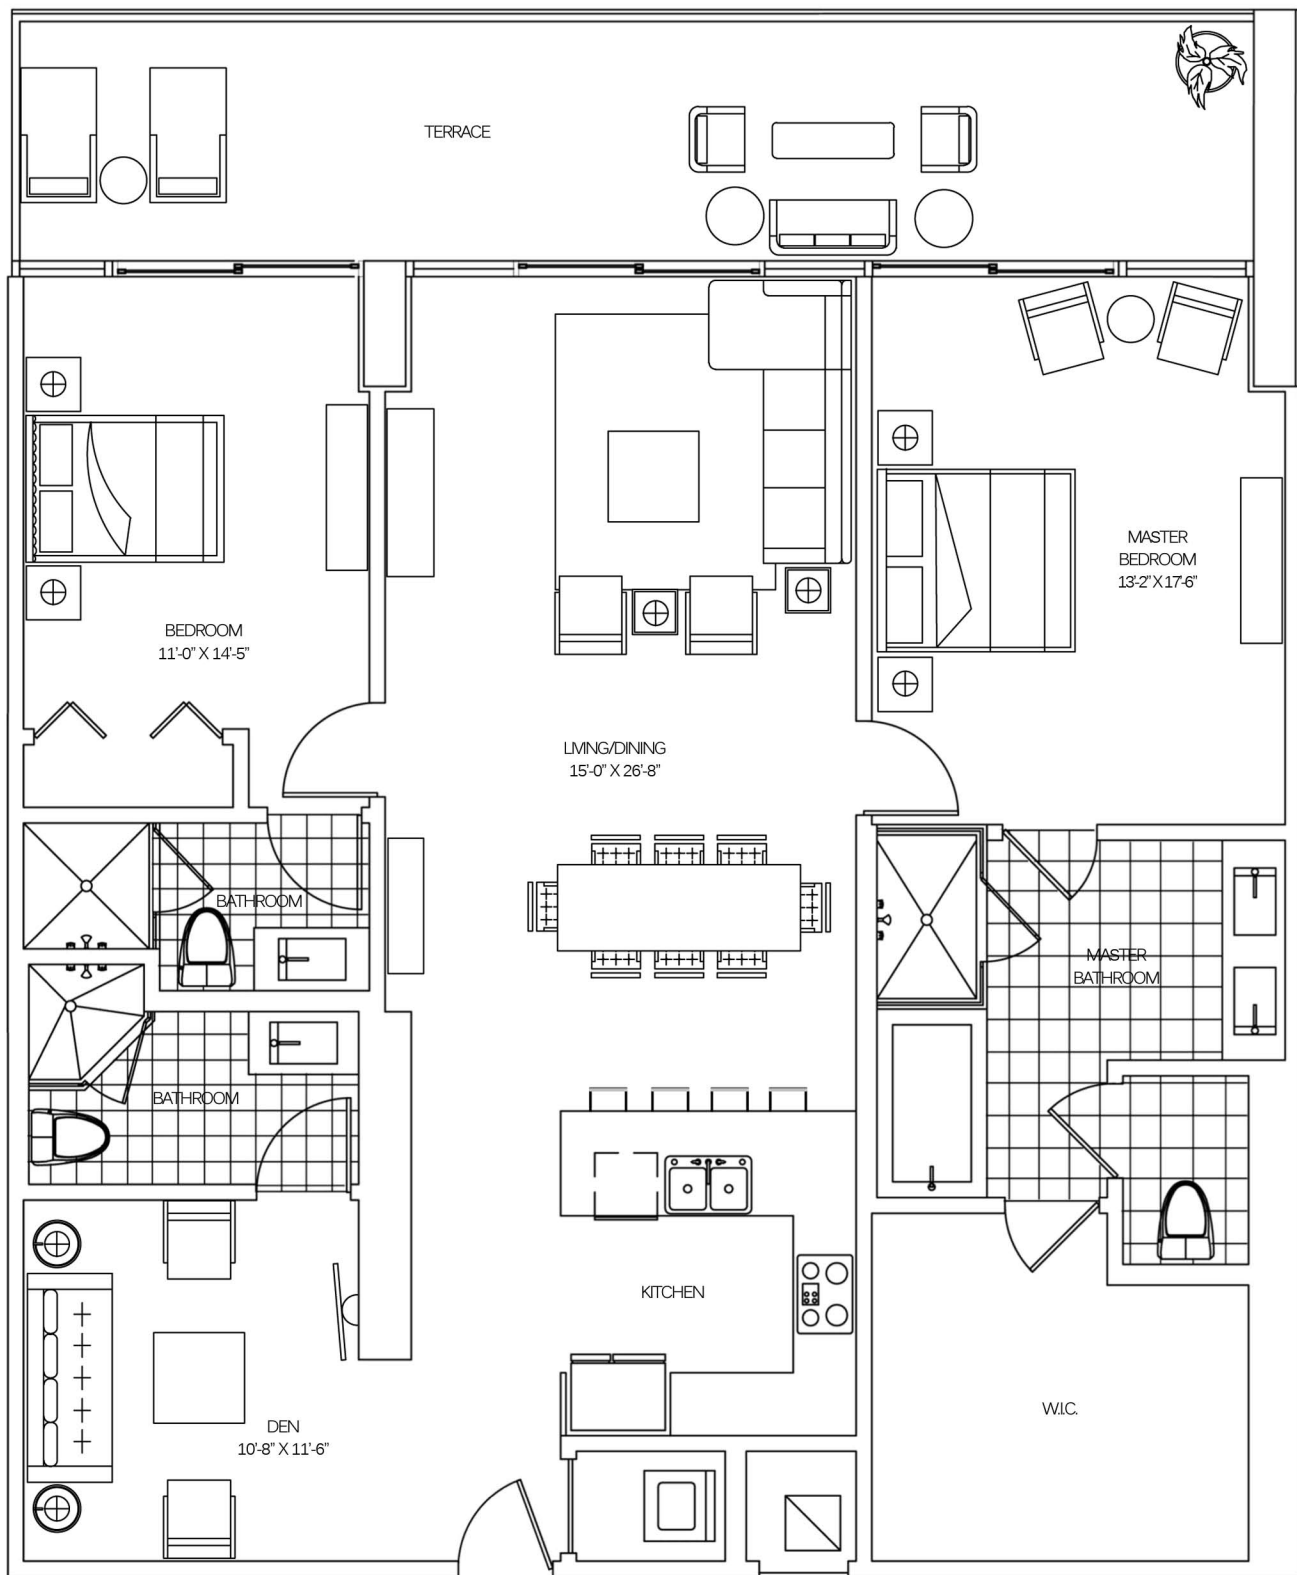 TERRACE
MASTER
BEDROOM
13'-2" X 17'-6"
BEDROOM
11'-0" X 14'-5"
LIVING/DINING
15'-0" X 26'-8"
BATHROOM
MASTER
BATHROOM
BATHROOM
KITCHEN
W.I.C.
DEN
10'-8" X 11'-6"